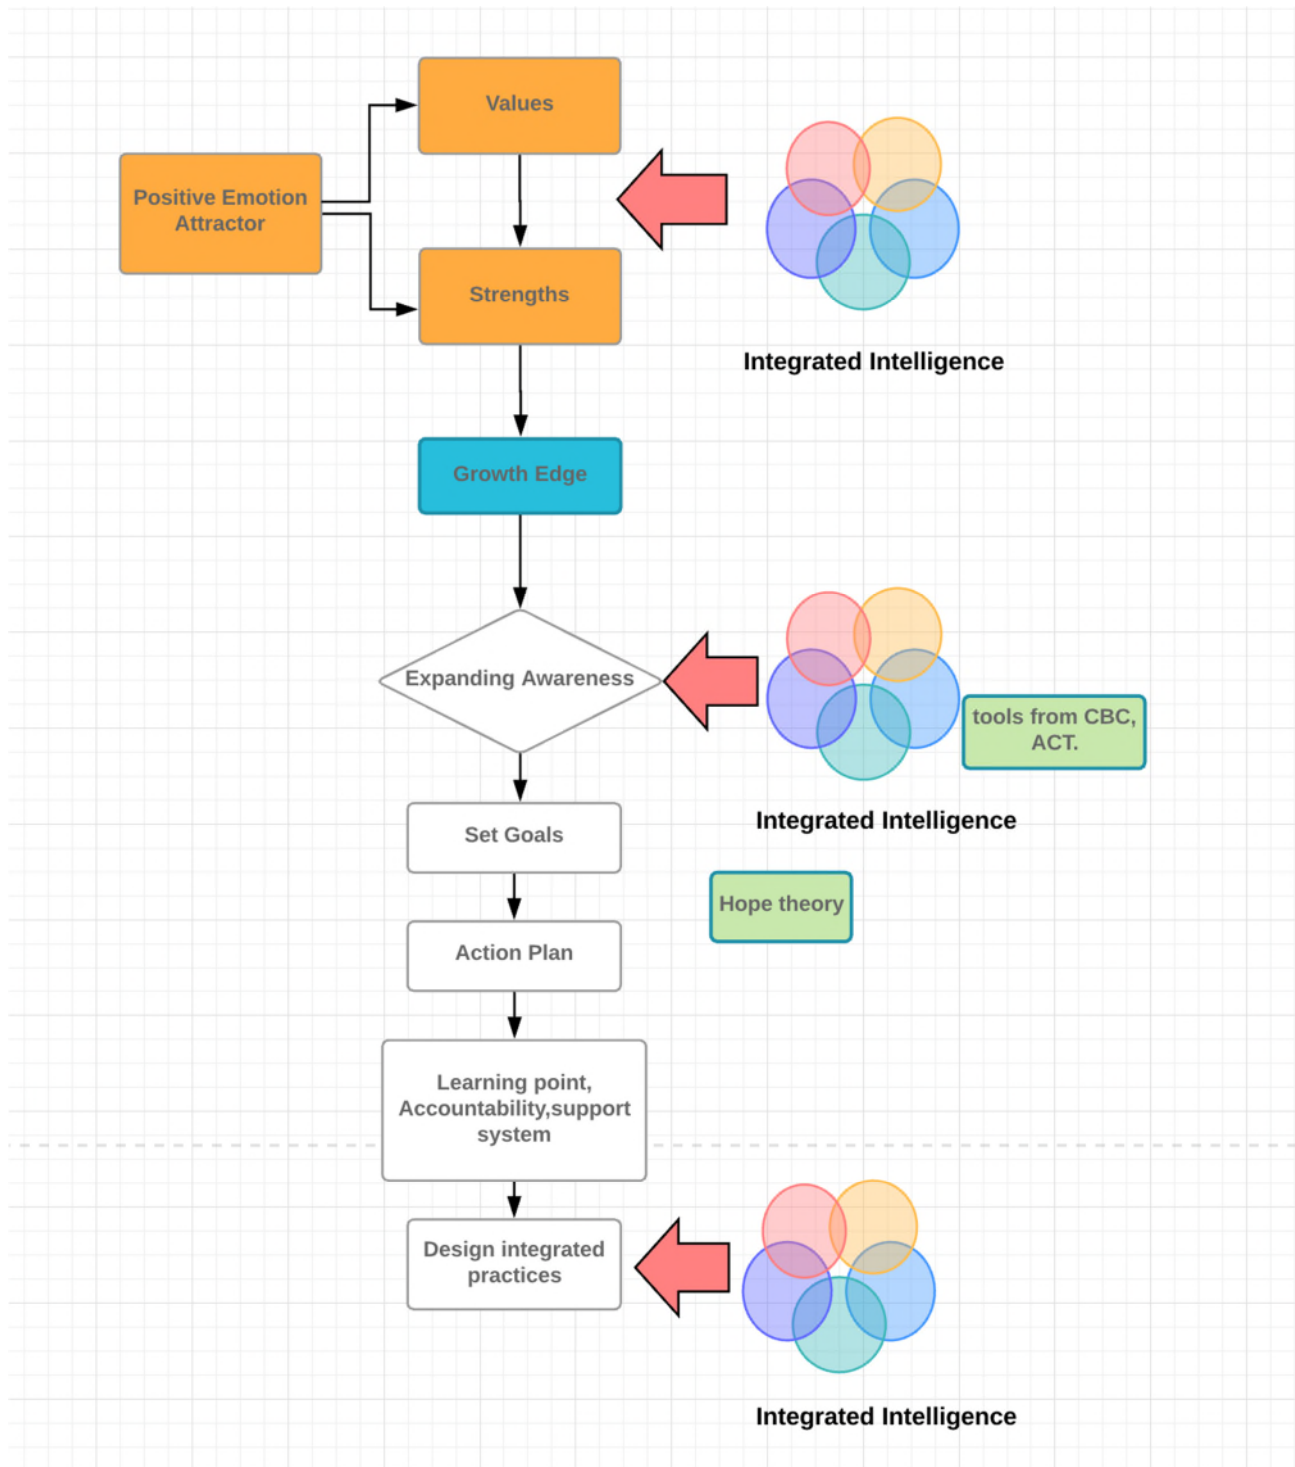 Values
Positive Emotion
Attractor
Strengths
Integrated Intelligence
Growth Edge
Expanding Awareness
tools from CBC,
ACT.
Integrated Intelligence
Set Goals
Hope theory
Action Plan
Learning point,
Accountability,support
system
Design integrated
practices
Integrated Intelligence